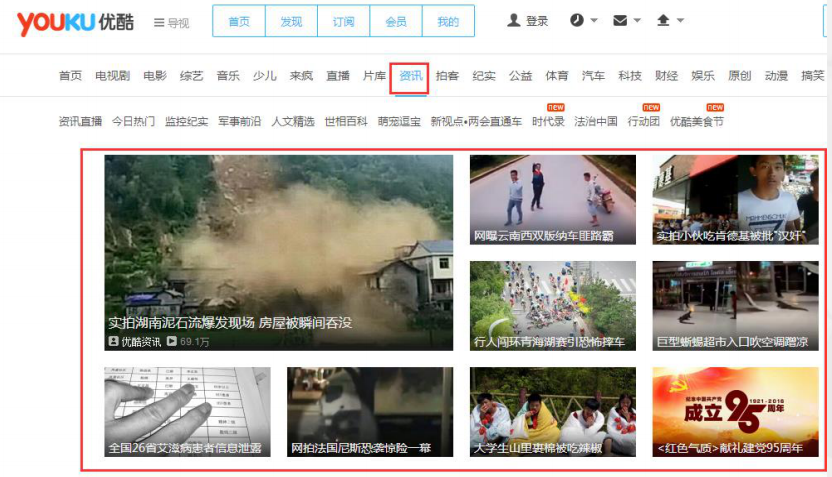 YOUKU 优酷 导视 首页 发现 订阅 会员 我的 登录
首页 电视剧 电影 综艺 音乐 少儿 来疯 直播 片库 资讯 拍客 纪实 公益 体育 汽车 科技 财经 娱乐 原创 动漫 搞笑
new new new
资讯直播 今日热门 监控纪实 军事前沿 人文精选 世相百科 萌宠逗宝 新视点•两会直通车 时代录 法治中国 行动团 优酷美食节
实拍湖南泥石流爆发现场 房屋被瞬间吞没
优酷资讯 69.1万
网曝云南西双版纳车匪路霸
实拍小伙吃肯德基被批"汉奸"
行人闯环青海湖赛引恐怖摔车
巨型蜥蜴超市入口吹空调蹭凉
全国26省艾滋病患者信息泄露
网拍法国尼斯恐袭惊险一幕
大学生山里裹棉被吃辣椒
1921-2016
成立95周年
<红色气质>献礼建党95周年